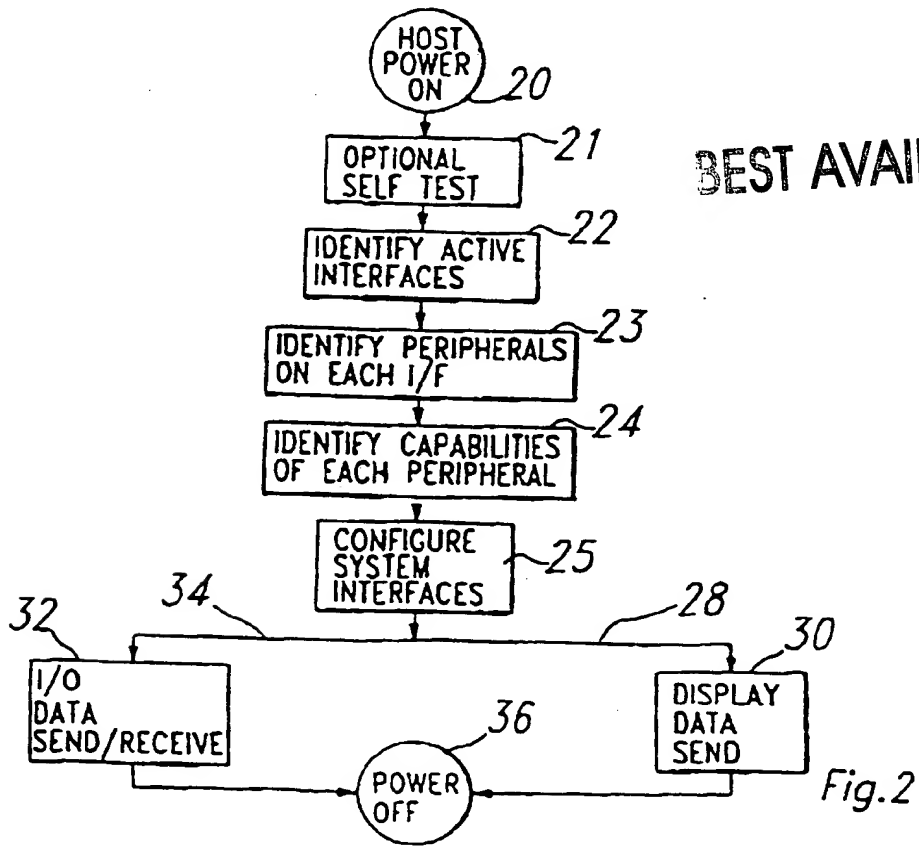 HOST
POWER
ON
20
OPTIONAL
SELF TEST
21
BEST AVAI
IDENTIFY ACTIVE
INTERFACES
22
IDENTIFY PERIPHERALS
ON EACH I/F
23
IDENTIFY CAPABILITIES
OF EACH PERIPHERAL
24
CONFIGURE
SYSTEM
INTERFACES
25
34
28
32
I/O
DATA
SEND/RECEIVE
30
DISPLAY
DATA
SEND
36
POWER
OFF
Fig.2